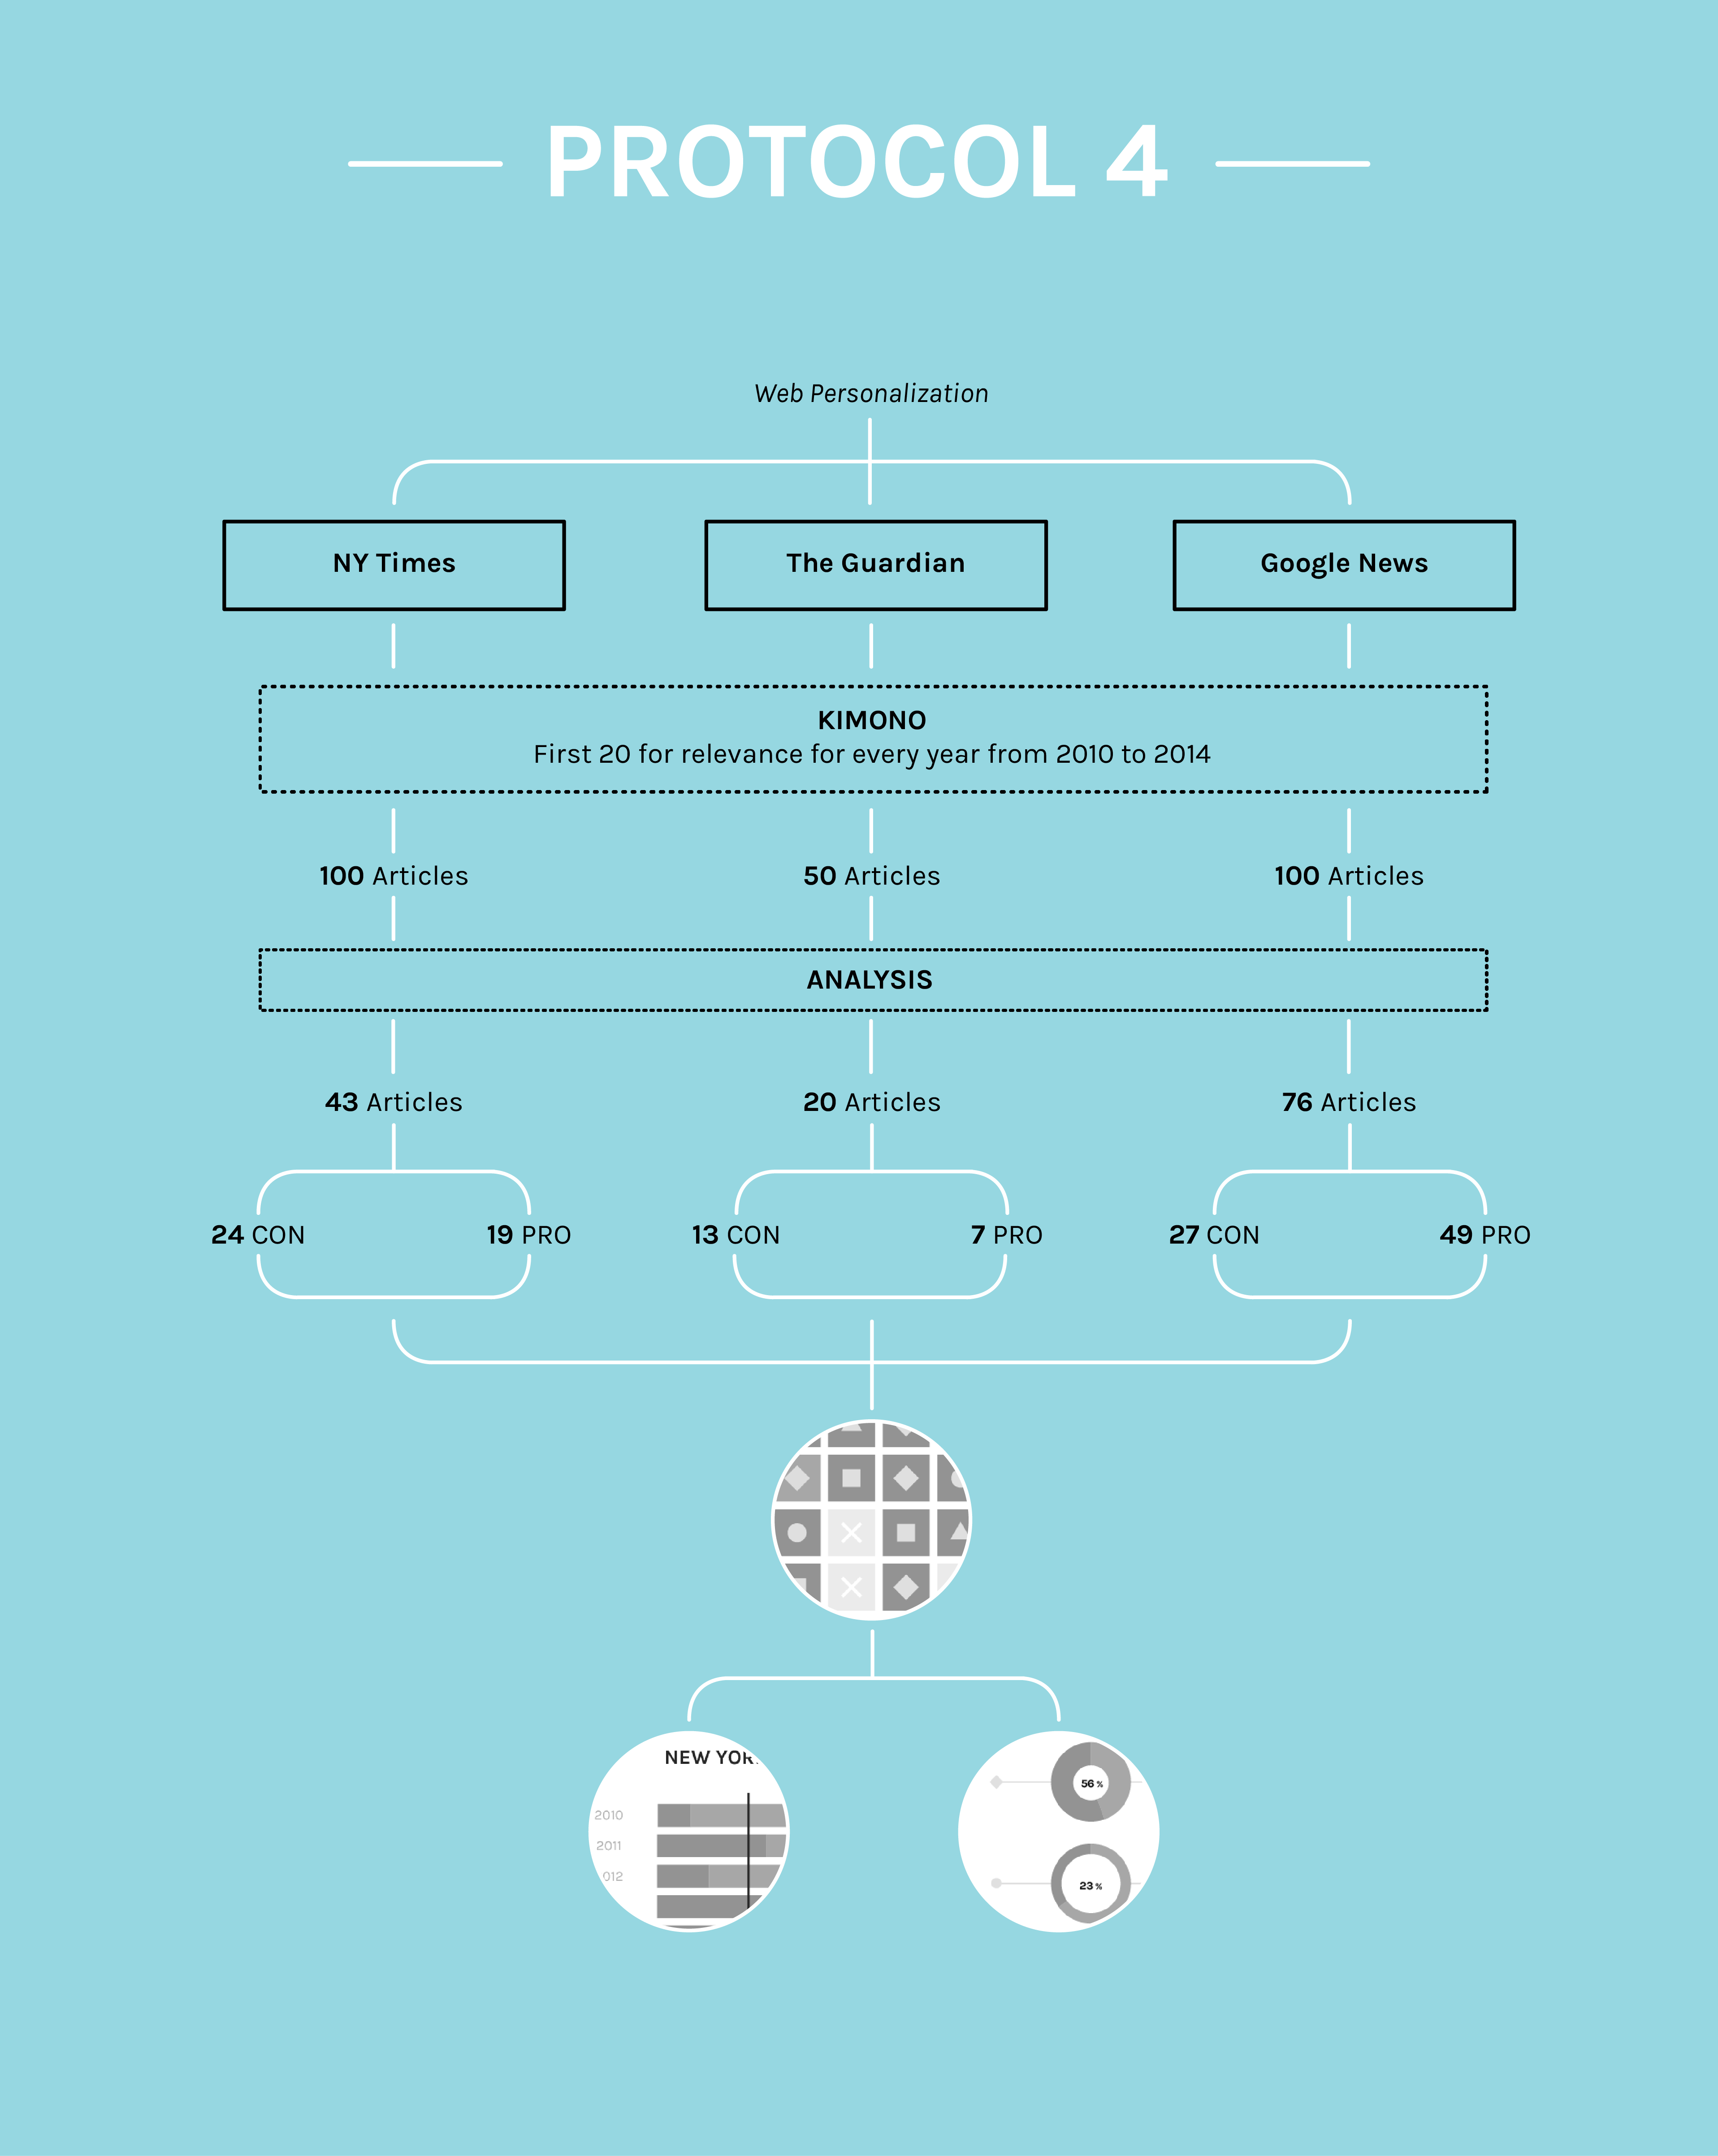 PROTOCOL 4
Web Personalization
NY Times
The Guardian
Google News
KIMONO
First 20 for relevance for every year from 2010 to 2014
100 Articles
50 Articles
100 Articles
ANALYSIS
43 Articles
20 Articles
76 Articles
24 CON
19 PRO
13 CON
7 PRO
27 CON
49 PRO
NEW YOR
2010
2011
012
56 %
23 %